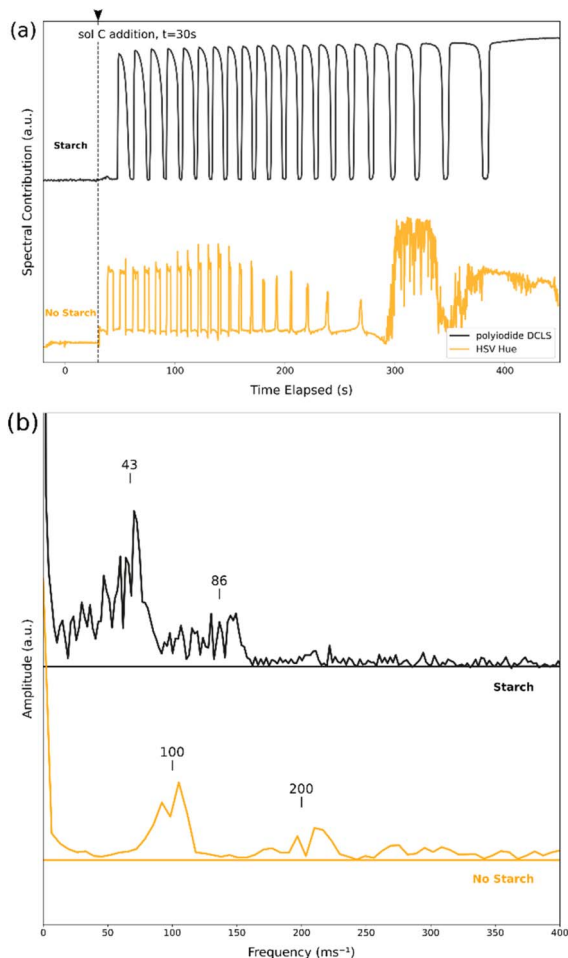 (a)
sol C addition, t=30s
Spectral Contribution (a.u.)
Starch
No Starch
polyiodide DCLS
HSV Hue
0 100 200 300 400
Time Elapsed (s)
(b)
43
86
100
200
Amplitude (a.u.)
Starch
No Starch
0 50 100 150 200 250 300 350 400
Frequency (ms⁻¹)